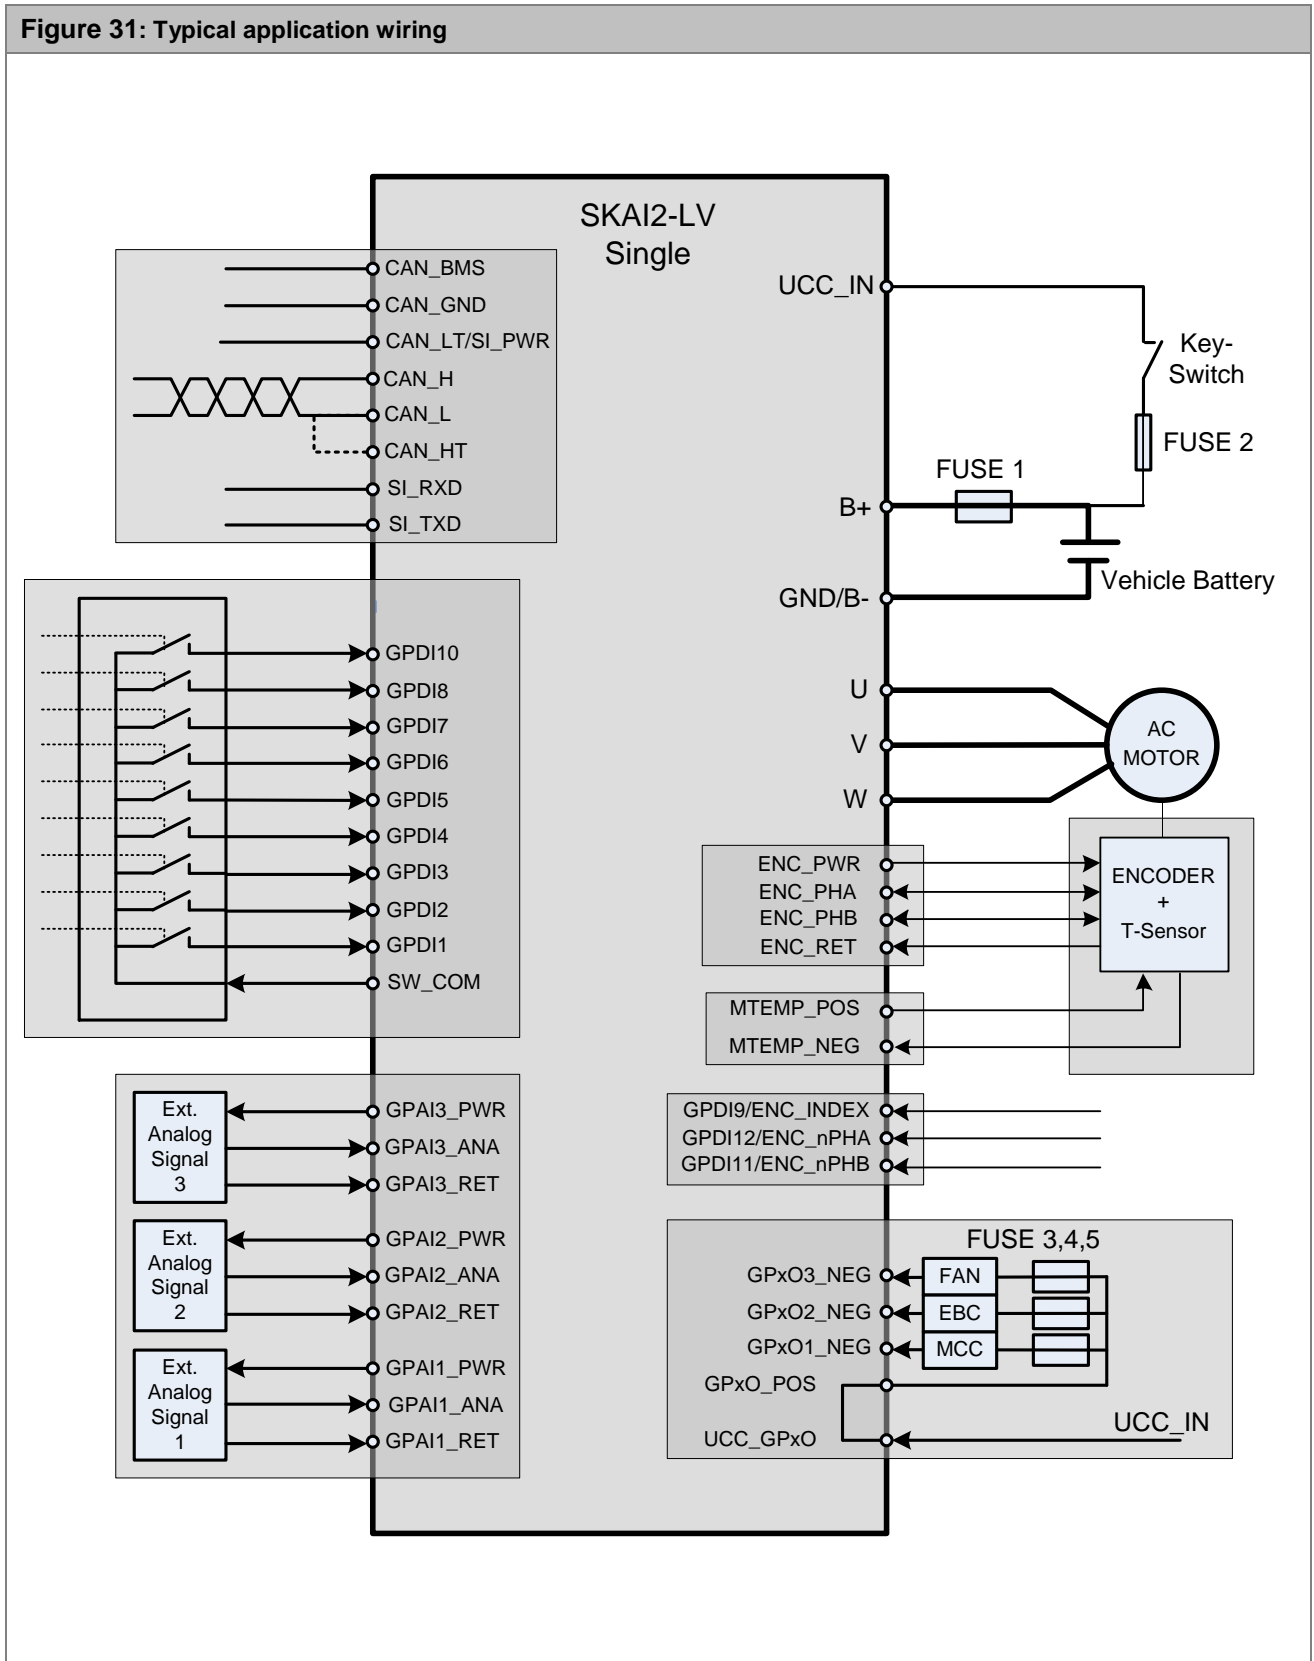 Figure 31: Typical application wiring
SKAI2-LV
Single
CAN_BMS
CAN_GND
CAN_LT/SI_PWR
CAN_H
CAN_L
CAN_HT
SI_RXD
SI_TXD
GPDI10
GPDI8
GPDI7
GPDI6
GPDI5
GPDI4
GPDI3
GPDI2
GPDI1
SW_COM
Ext.
Analog
Signal
3
GPAI3_PWR
GPAI3_ANA
GPAI3_RET
Ext.
Analog
Signal
2
GPAI2_PWR
GPAI2_ANA
GPAI2_RET
Ext.
Analog
Signal
1
GPAI1_PWR
GPAI1_ANA
GPAI1_RET
UCC_IN
Key-
Switch
FUSE 2
FUSE 1
B+
Vehicle Battery
GND/B-
U
V
W
AC
MOTOR
ENC_PWR
ENC_PHA
ENC_PHB
ENC_RET
ENCODER
+
T-Sensor
MTEMP_POS
MTEMP_NEG
GPDI9/ENC_INDEX
GPDI12/ENC_nPHA
GPDI11/ENC_nPHB
FUSE 3,4,5
GPxO3_NEG
FAN
GPxO2_NEG
EBC
GPxO1_NEG
MCC
GPxO_POS
UCC_GPxO
UCC_IN